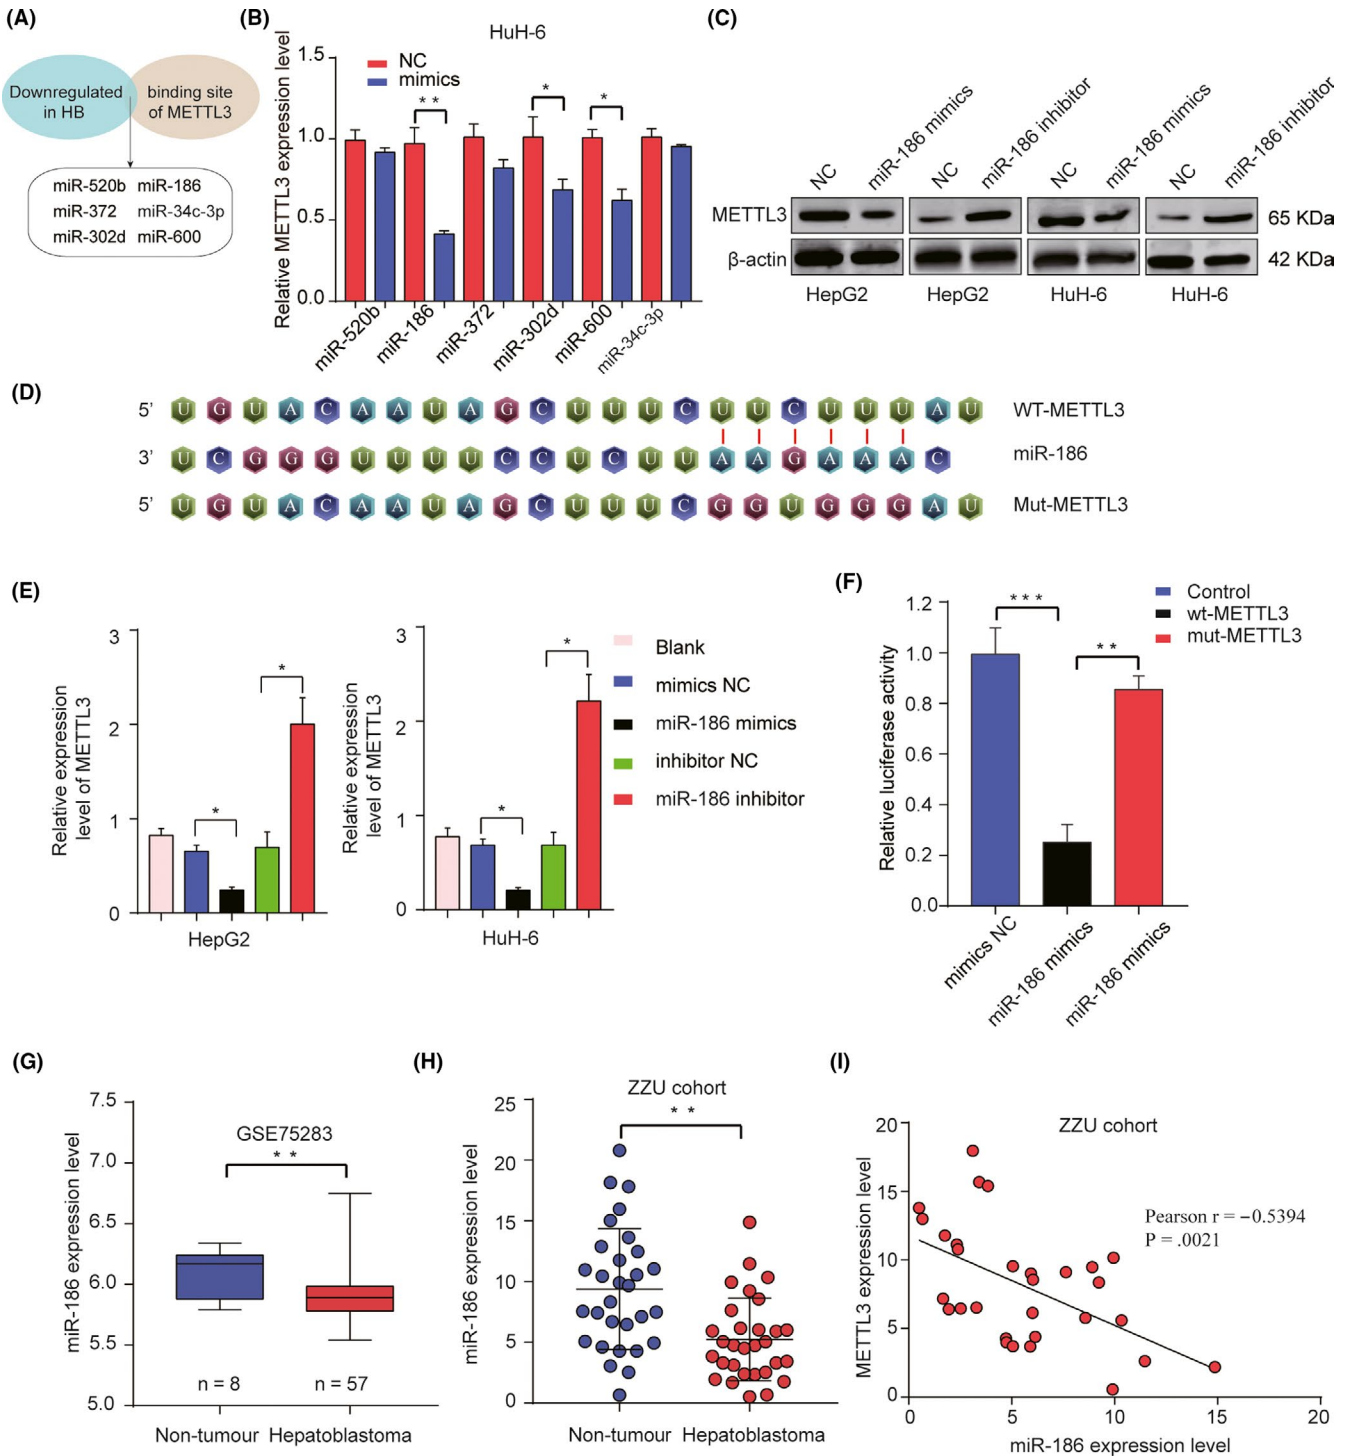 (A)
Downregulated
in HB
binding site
of METTL3
miR-520b miR-186
miR-372 miR-34c-3p
miR-302d miR-600
(B)
HuH-6
Relative METTL3 expression level
1.5
1.0
0.5
0.0
NC
mimics
* *
*
*
miR-520b
miR-186
miR-372
miR-302d
miR-600
miR-34c-3p
(C)
NC
miR-186 mimics
NC
miR-186 inhibitor
NC
miR-186 mimics
NC
miR-186 inhibitor
METTL3
65 KDa
β-actin
42 KDa
HepG2
HepG2
HuH-6
HuH-6
(D)
5’ U G U A C A A U A G C U U U C U U C U U U A U WT-METTL3
3’ U C G G G U U U U C C U C U U A A G A A A C miR-186
5’ U G U A C A A U A G C U U U C G G U G G G A U Mut-METTL3
(E)
Relative expression
level of METTL3
3
2
1
0
*
*
HepG2
Relative expression
level of METTL3
3
2
1
0
*
*
HuH-6
Blank
mimics NC
miR-186 mimics
inhibitor NC
miR-186 inhibitor
(F)
Relative luciferase activity
1.2
1.0
0.8
0.6
0.4
0.2
0.0
* * *
* *
Control
wt-METTL3
mut-METTL3
mimics NC
miR-186 mimics
miR-186 mimics
(G)
miR-186 expression level
7.5
7.0
6.5
6.0
5.5
5.0
GSE75283
* *
n = 8
n = 57
Non-tumour
Hepatoblastoma
(H)
ZZU cohort
* *
miR-186 expression level
25
20
15
10
5
0
Non-tumour
Hepatoblastoma
(I)
ZZU cohort
METTL3 expression level
20
15
10
5
0
Pearson r = −0.5394
P = .0021
0
5
10
15
20
miR-186 expression level